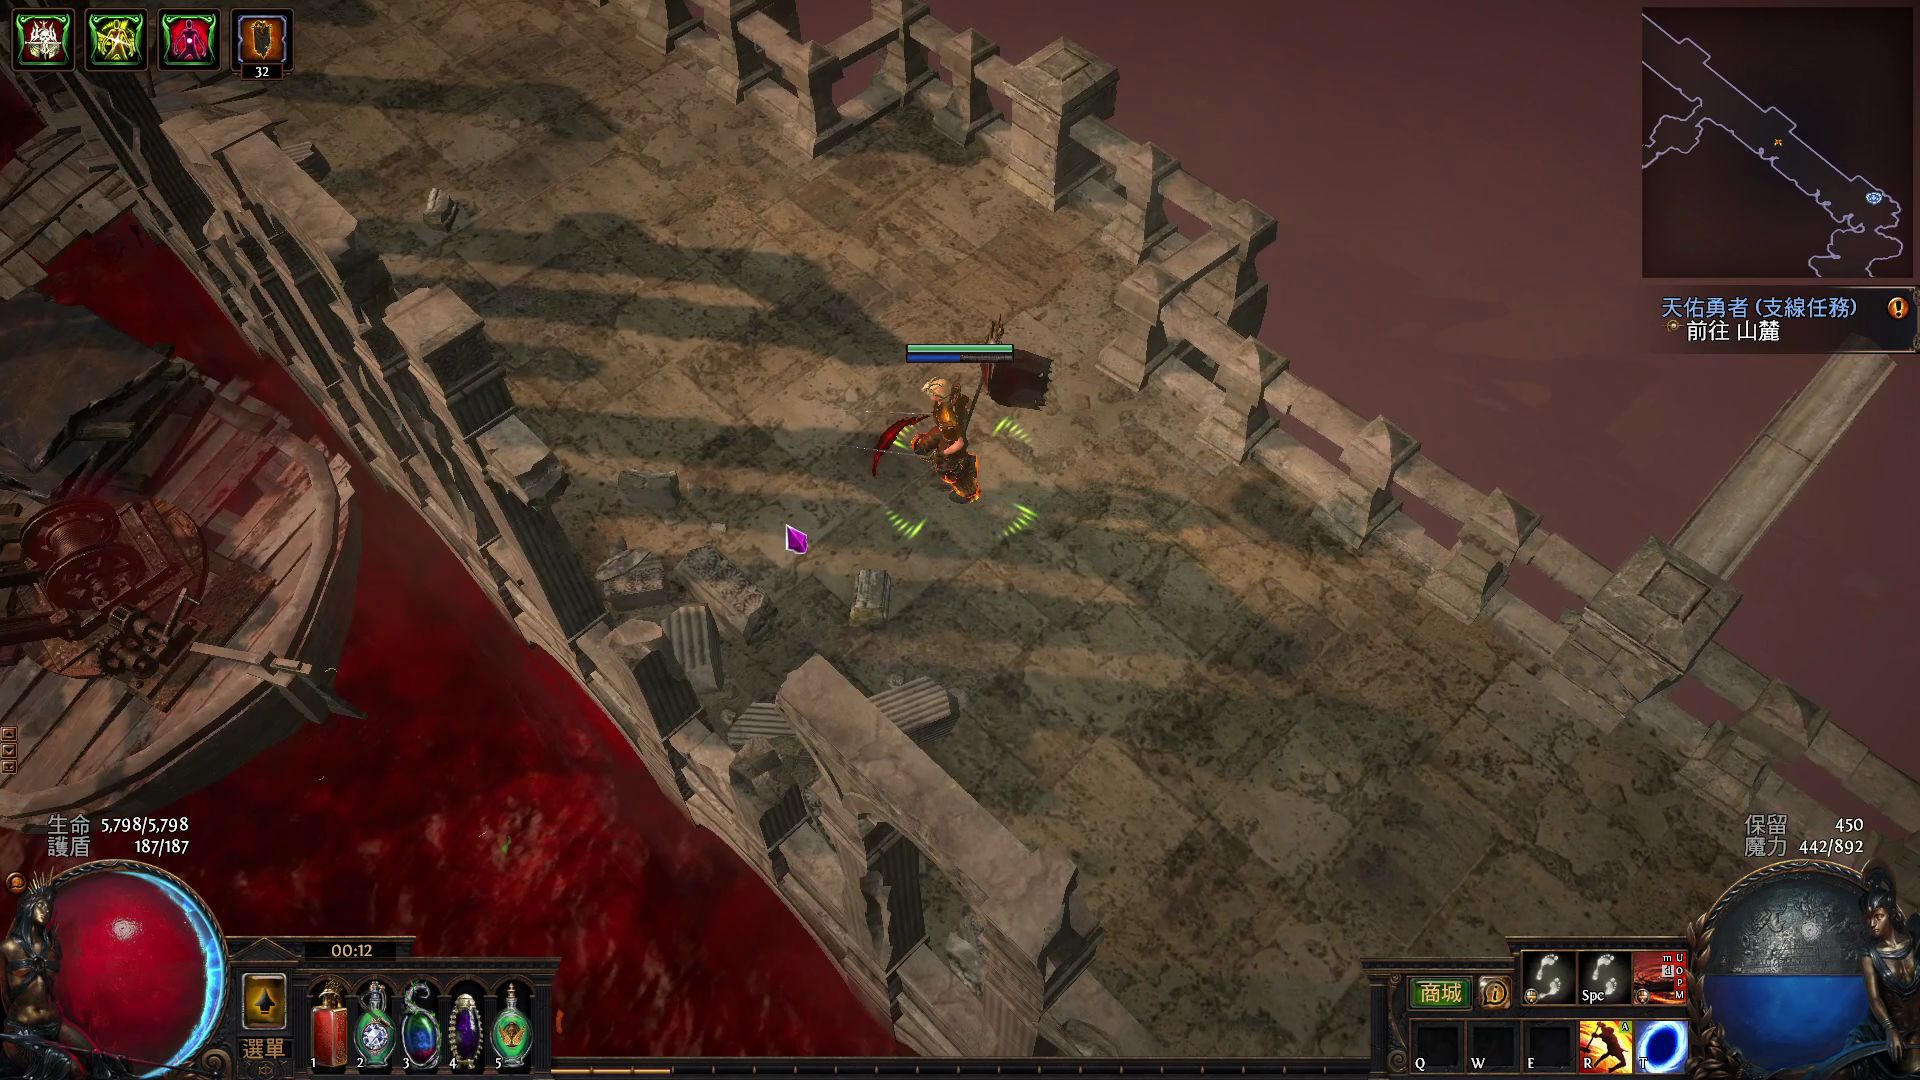 32
天佑勇者 (支線任務)
前往 山麓
生命 5,798/5,798
護盾 187/187
保留 450
魔力 442/892
00:12
選單
1
2
3
4
5
商城
Spc
m U
d O
P
M
Q
W
E
R
A
T